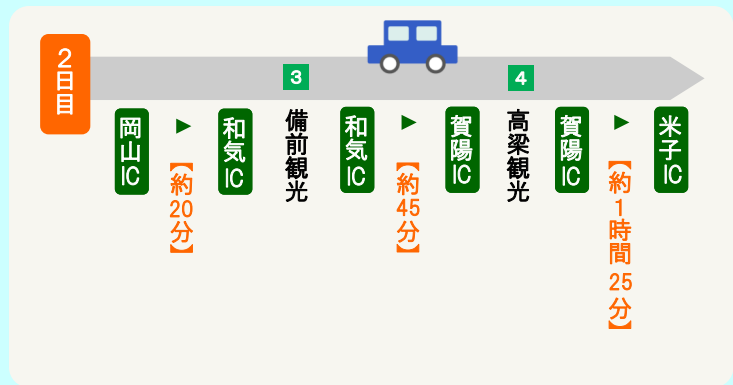 2日目
3
4
岡山IC
▶
【約20分】
和気IC
備前観光
和気IC
▶
【約45分】
賀陽IC
高梁観光
賀陽IC
▶
【約1時間25分】
米子IC